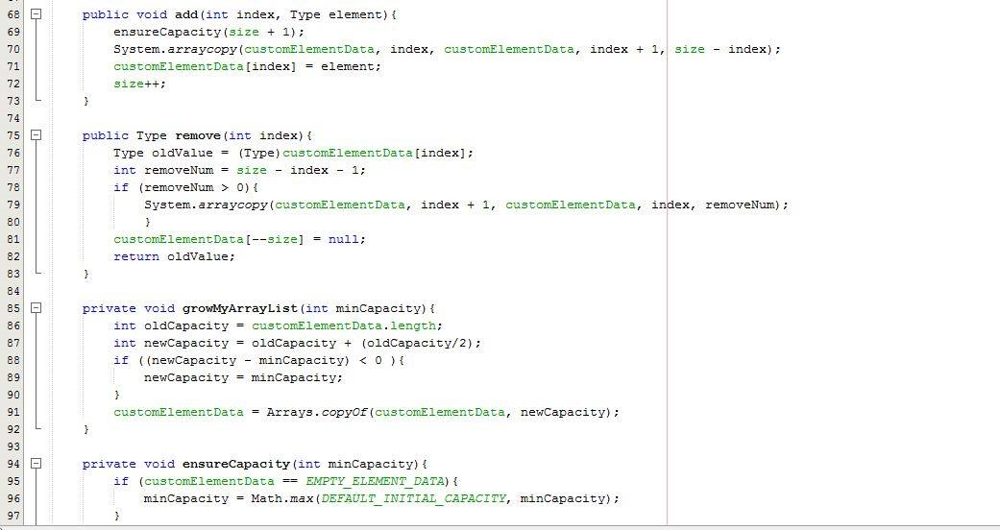 68 public void add(int index, Type element){
69 ensureCapacity(size + 1);
70 System.arraycopy(customElementData, index, customElementData, index + 1, size - index);
71 customElementData[index] = element;
72 size++;
73 }
74
75 public Type remove(int index){
76 Type oldValue = (Type)customElementData[index];
77 int removeNum = size - index - 1;
78 if (removeNum > 0){
79 System.arraycopy(customElementData, index + 1, customElementData, index, removeNum);
80 }
81 customElementData[--size] = null;
82 return oldValue;
83 }
84
85 private void growMyArrayList(int minCapacity){
86 int oldCapacity = customElementData.length;
87 int newCapacity = oldCapacity + (oldCapacity/2);
88 if ((newCapacity - minCapacity) < 0 ){
89 newCapacity = minCapacity;
90 }
91 customElementData = Arrays.copyOf(customElementData, newCapacity);
92 }
93
94 private void ensureCapacity(int minCapacity){
95 if (customElementData == EMPTY_ELEMENT_DATA){
96 minCapacity = Math.max(DEFAULT_INITIAL_CAPACITY, minCapacity);
97 }